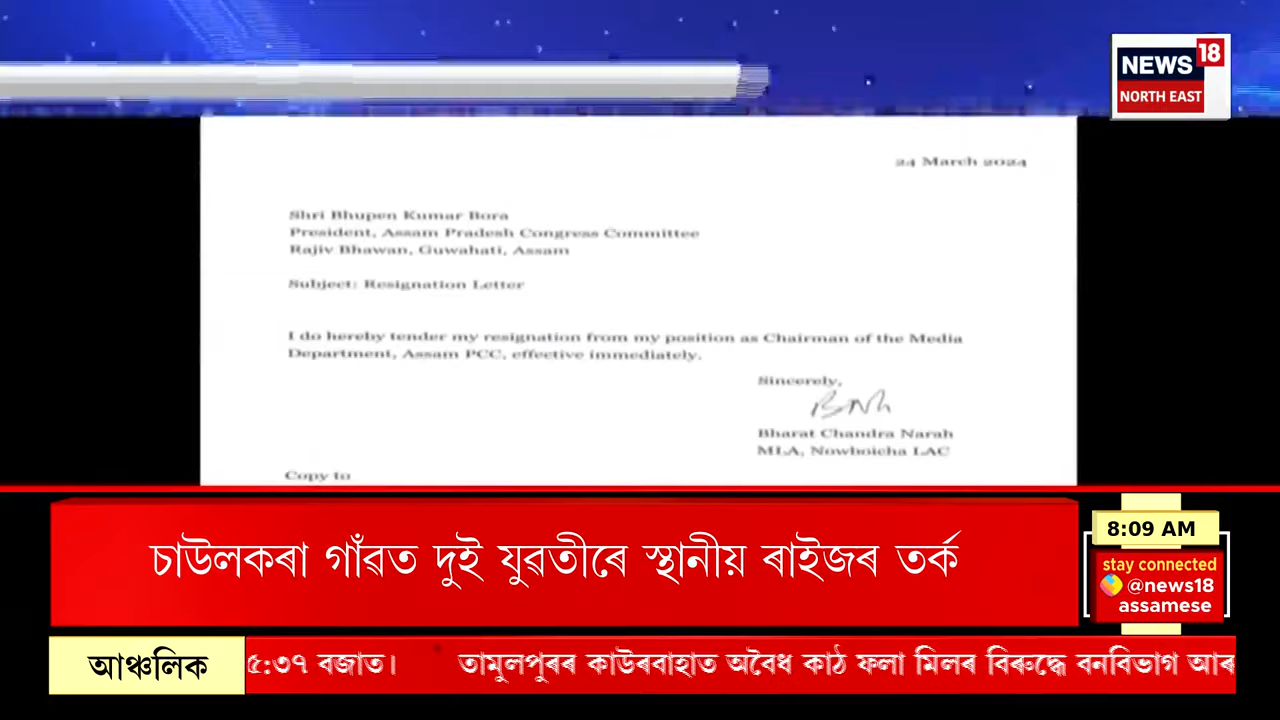 NEWS 18
NORTH EAST
24 March 2024
Shri Bhupen Kumar Bora
President, Assam Pradesh Congress Committee
Rajiv Bhawan, Guwahati, Assam
Subject: Resignation Letter
I do hereby tender my resignation from my position as Chairman of the Media
Department, Assam PCC, effective immediately.
Sincerely,
Bharat Chandra Narah
MLA, Nowboicha LAC
Copy to
চাউলকৰা গাঁৱত দুই যুৱতীৰে স্থানীয় ৰাইজৰ তৰ্ক
8:09 AM
stay connected
@news18
assamese
আঞ্চলিক
৫:৩৭ বজাত। তামুলপুৰৰ কাউৰবাহাত অবৈধ কাঠ ফলা মিলৰ বিৰুদ্ধে বনবিভাগ আৰ